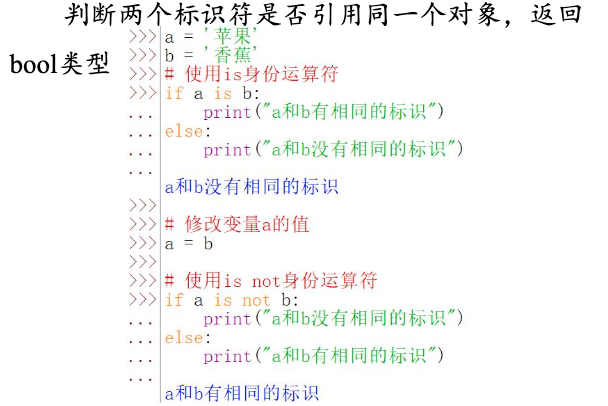 判断两个标识符是否引用同一个对象，返回
bool类型
>>> a = '苹果'
>>> b = '香蕉'
>>> # 使用is身份运算符
>>> if a is b:
...     print("a和b有相同的标识")
... else:
...     print("a和b没有相同的标识")
...
a和b没有相同的标识
>>>
>>> # 修改变量a的值
>>> a = b
>>>
>>> # 使用is not身份运算符
>>> if a is not b:
...     print("a和b没有相同的标识")
... else:
...     print("a和b有相同的标识")
...
a和b有相同的标识